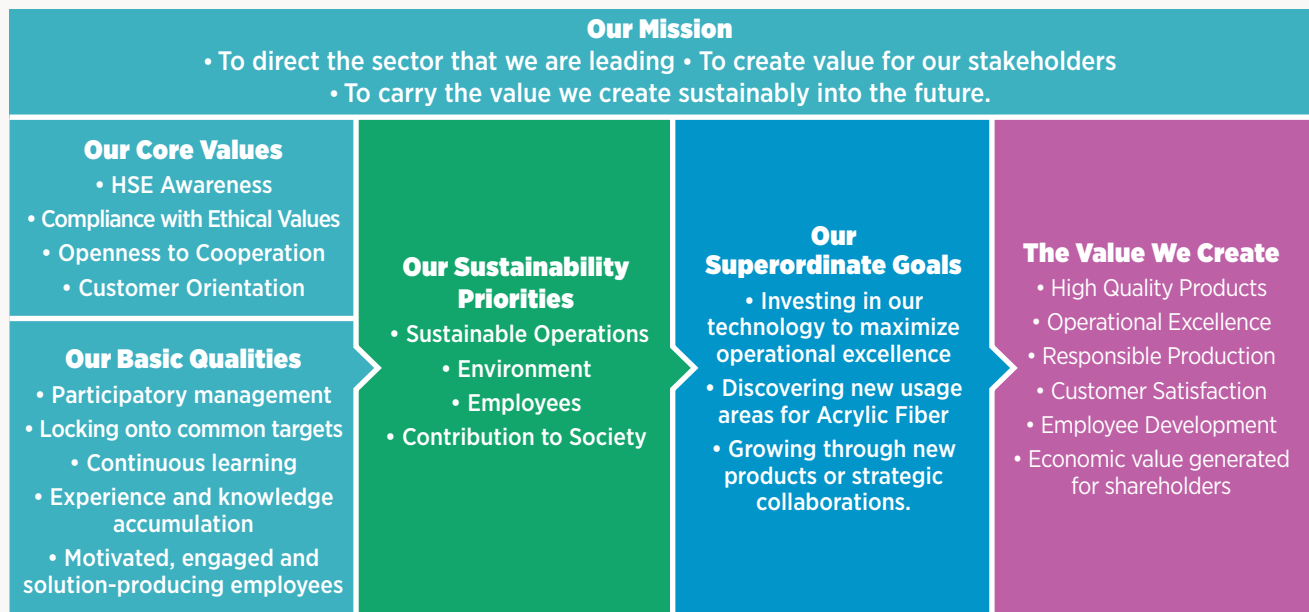 Our Mission
• To direct the sector that we are leading • To create value for our stakeholders
• To carry the value we create sustainably into the future.
Our Core Values
• HSE Awareness
• Compliance with Ethical Values
• Openness to Cooperation
• Customer Orientation
Our Basic Qualities
• Participatory management
• Locking onto common targets
• Continuous learning
• Experience and knowledge
accumulation
• Motivated, engaged and
solution-producing employees
Our Sustainability
Priorities
• Sustainable Operations
• Environment
• Employees
• Contribution to Society
Our
Superordinate Goals
• Investing in our
technology to maximize
operational excellence
• Discovering new usage
areas for Acrylic Fiber
• Growing through new
products or strategic
collaborations.
The Value We Create
• High Quality Products
• Operational Excellence
• Responsible Production
• Customer Satisfaction
• Employee Development
• Economic value generated
for shareholders